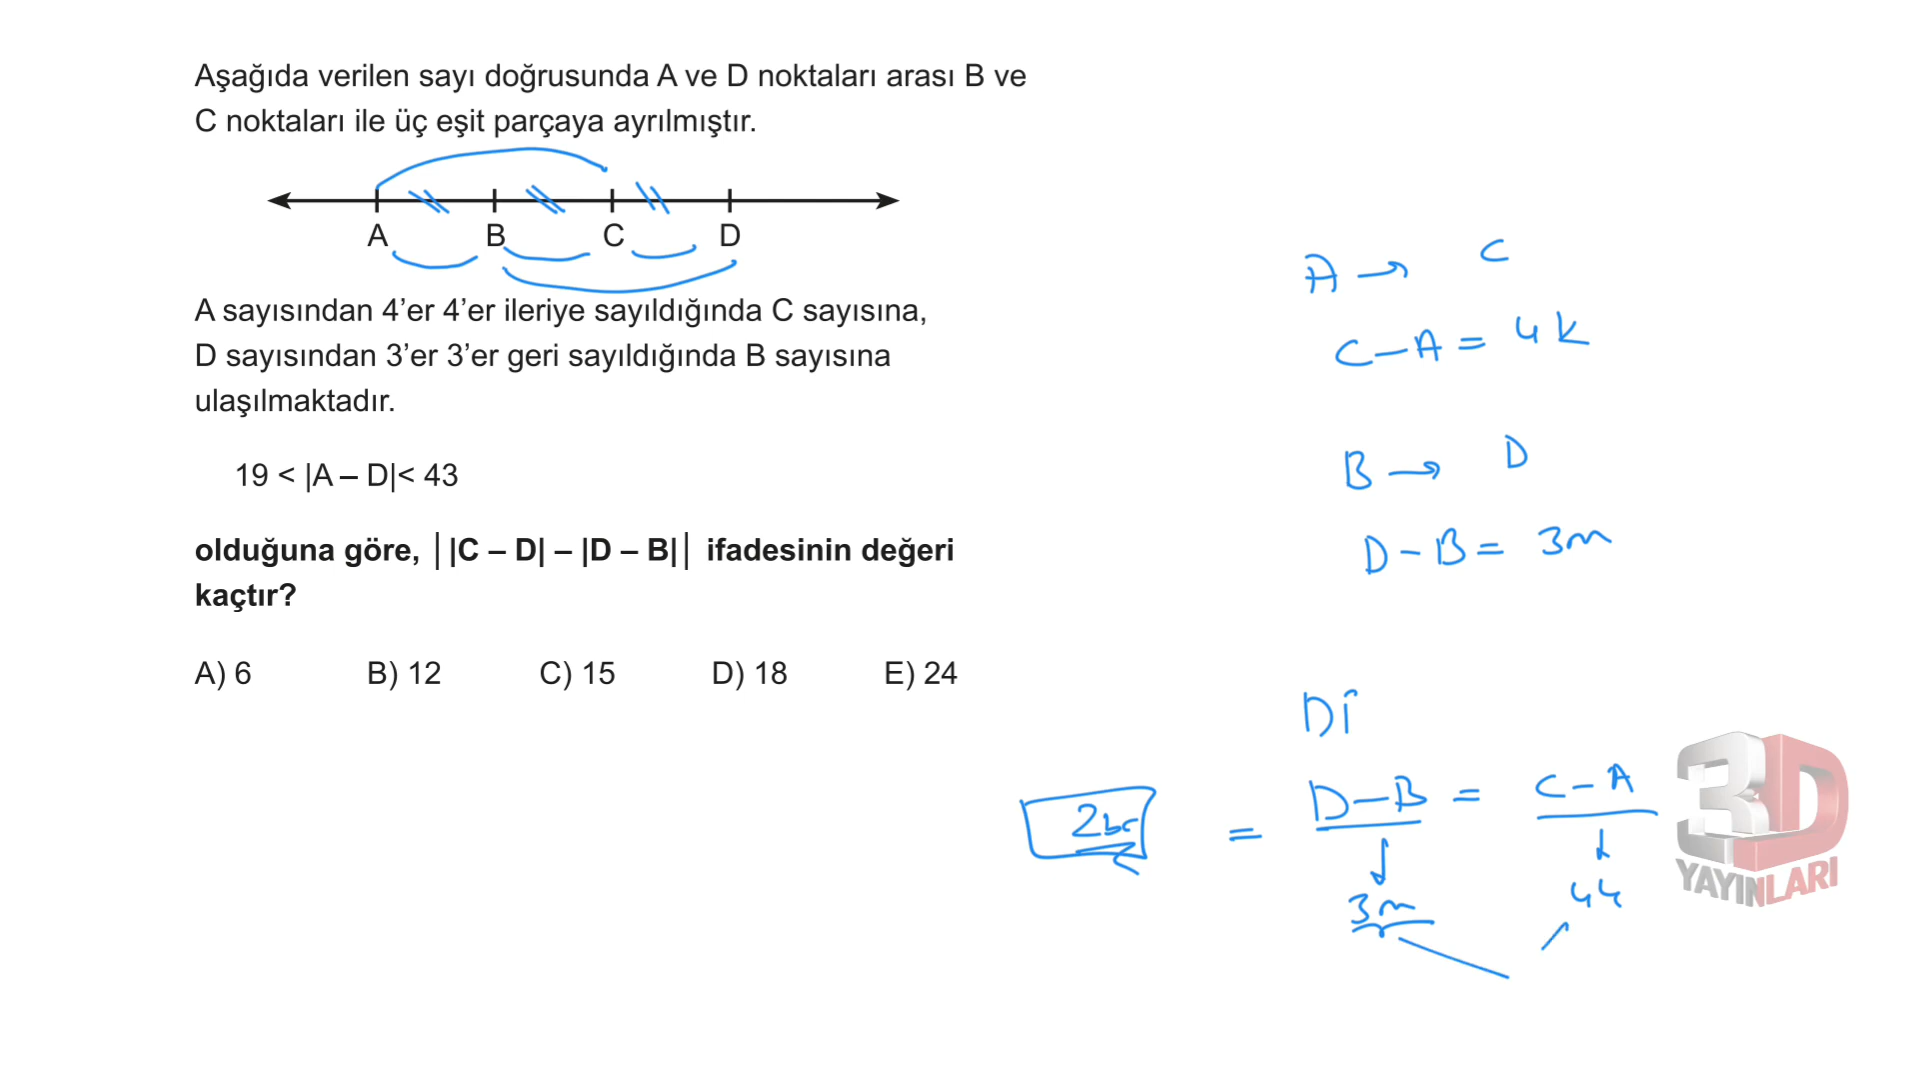 Aşağıda verilen sayı doğrusunda A ve D noktaları arası B ve
C noktaları ile üç eşit parçaya ayrılmıştır.
A B C D
A sayısından 4’er 4’er ileriye sayıldığında C sayısına,
D sayısından 3’er 3’er geri sayıldığında B sayısına
ulaşılmaktadır.
19 < |A – D|< 43
olduğuna göre, | |C – D| – |D – B| | ifadesinin değeri
kaçtır?
A) 6 B) 12 C) 15 D) 18 E) 24
A → C
C – A = 4k
B → D
D – B = 3m
Dİ
= D – B = C – A
3m
3D
YAYINLARI